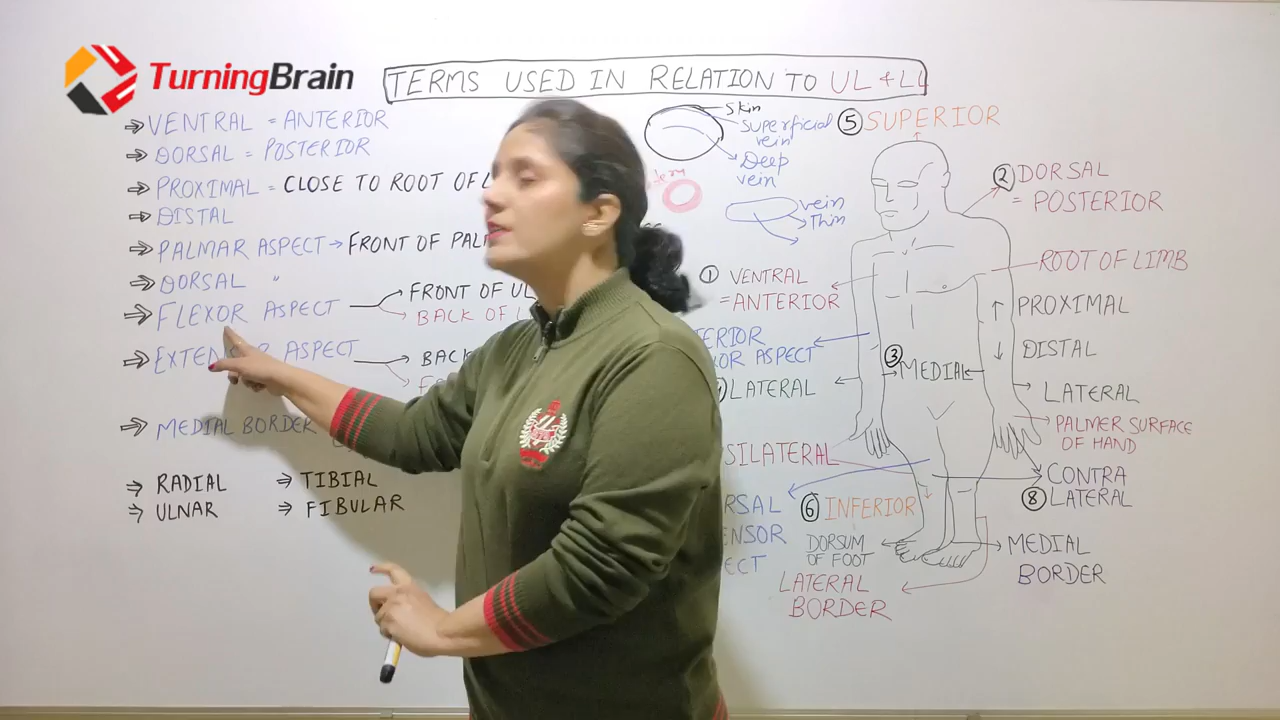 TurningBrain
TERMS USED IN RELATION TO UL & LL
⇒ VENTRAL = ANTERIOR
⇒ DORSAL = POSTERIOR
⇒ PROXIMAL = CLOSE TO ROOT OF
⇒ DISTAL
⇒ PALMAR ASPECT → FRONT OF PALM
⇒ DORSAL "
⇒ FLEXOR ASPECT
FRONT OF UL
BACK OF L
⇒ EXTENSOR ASPECT
BACK
⇒ MEDIAL BORDER
⇒ RADIAL ⇒ TIBIAL
⇒ ULNAR ⇒ FIBULAR
Skin
Superficial
vein
Deep
vein
vein
Thin
⑤ SUPERIOR
② DORSAL
= POSTERIOR
① VENTRAL
= ANTERIOR
ROOT OF LIMB
PROXIMAL
DISTAL
ASPECT
③ MEDIAL
LATERAL
LATERAL
PALMER SURFACE
OF HAND
SILATERAL
CONTRA
⑧ LATERAL
RSAL
ENSOR
ECT
⑥ INFERIOR
DORSUM
OF FOOT
LATERAL
BORDER
MEDIAL
BORDER